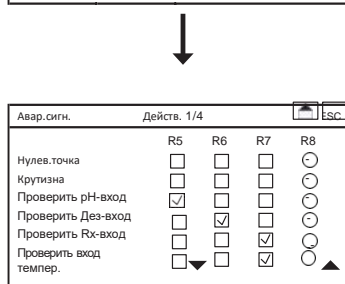 Авар.сигн. Действ. 1/4 ESC
R5 R6 R7 R8
Нулев.точка
Крутизна
Проверить pH-вход
Проверить Дез-вход
Проверить Rx-вход
Проверить вход
темпер.